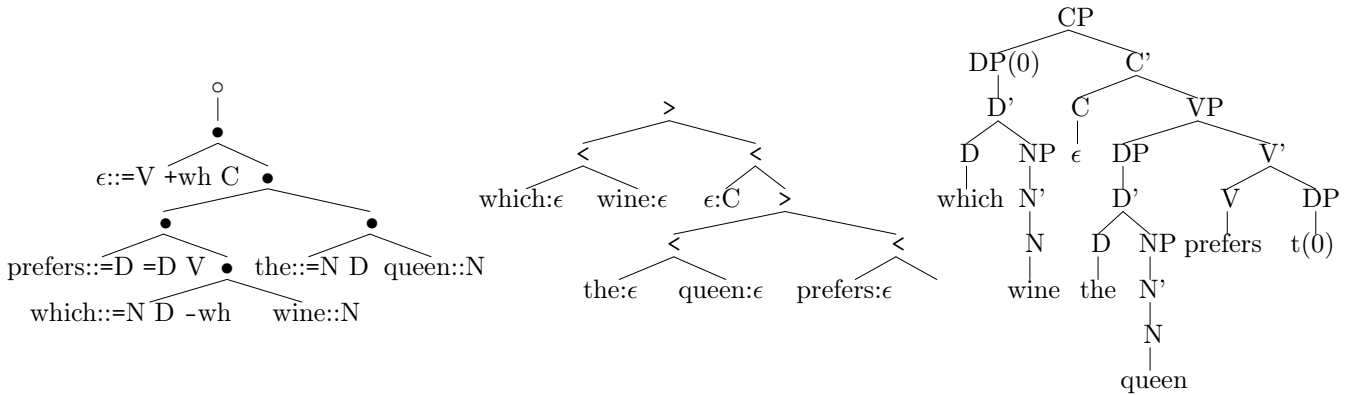 ϵ::=V +wh C
prefers::=D =D V
the::=N D queen::N
which::=N D -wh wine::N
>
< <
which:ϵ wine:ϵ ϵ:C >
< <
the:ϵ queen:ϵ prefers:ϵ
CP
DP(0) C'
D' C VP
D NP ϵ DP V'
which N' D' V DP
N D NP prefers t(0)
wine the N'
N
queen